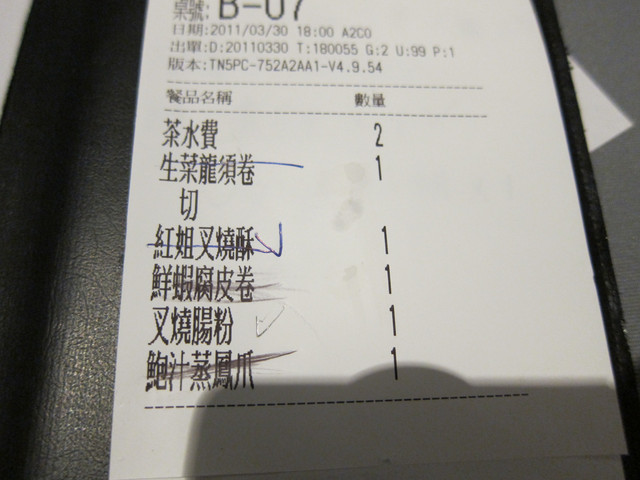 桌號: B-07
日期:2011/03/30 18:00 A2C0
出單:D:20110330 T:180055 G:2 U:99 P:1
版本:TN5PC-752A2AA1-V4.9.54
餐品名稱 數量
茶水費 2
生菜龍須卷 1
切
紅姐叉燒酥 1
鮮蝦腐皮卷 1
叉燒腸粉 1
鮑汁蒸鳳爪 1